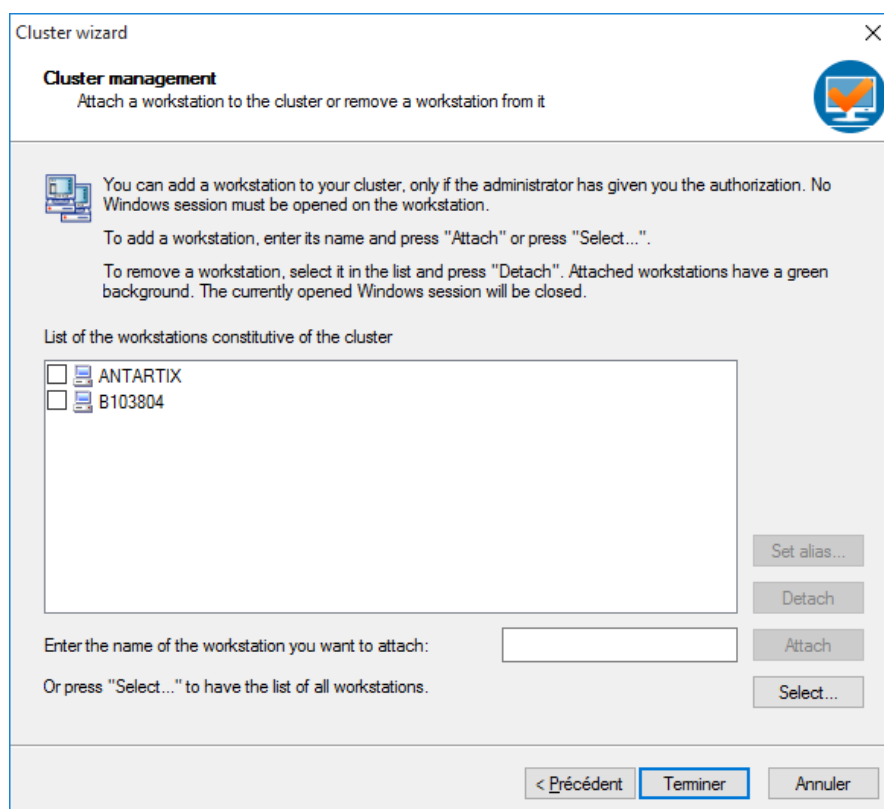 Cluster wizard
Cluster management
Attach a workstation to the cluster or remove a workstation from it
You can add a workstation to your cluster, only if the administrator has given you the authorization. No
Windows session must be opened on the workstation.
To add a workstation, enter its name and press "Attach" or press "Select...".
To remove a workstation, select it in the list and press "Detach". Attached workstations have a green
background. The currently opened Windows session will be closed.
List of the workstations constitutive of the cluster
ANTARTIX
B103804
Set alias...
Detach
Enter the name of the workstation you want to attach:
Attach
Or press "Select..." to have the list of all workstations.
Select...
< Précédent
Terminer
Annuler